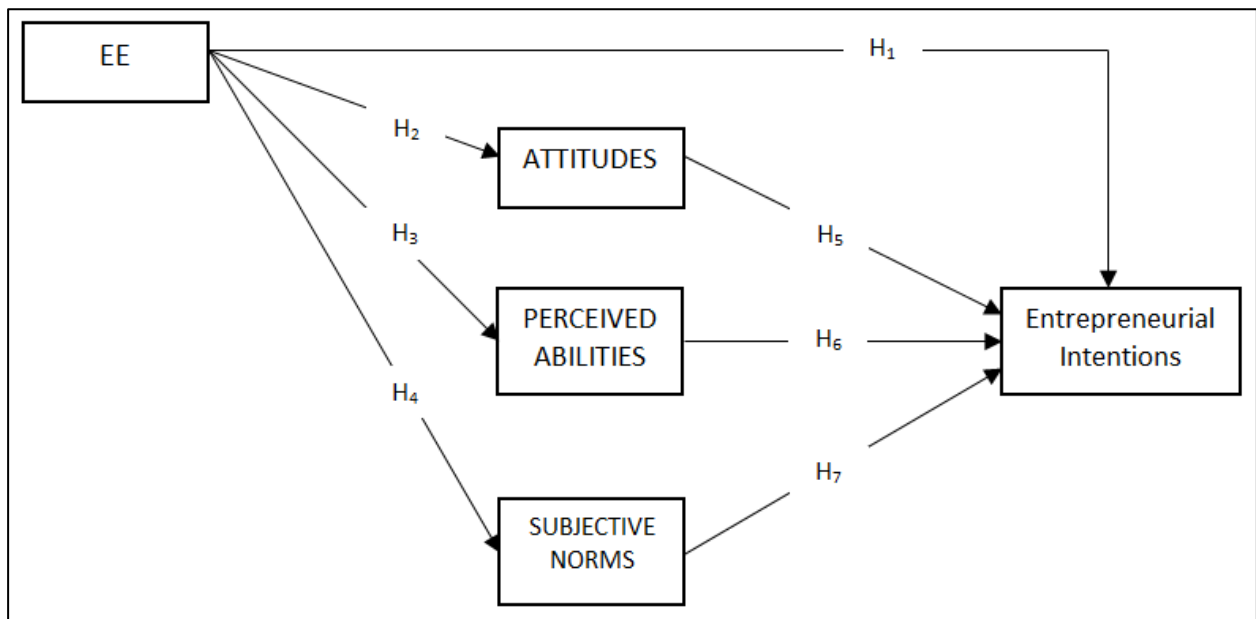 EE
H₁
H₂
ATTITUDES
H₃
H₅
PERCEIVED
ABILITIES
H₆
Entrepreneurial
Intentions
H₄
H₇
SUBJECTIVE
NORMS